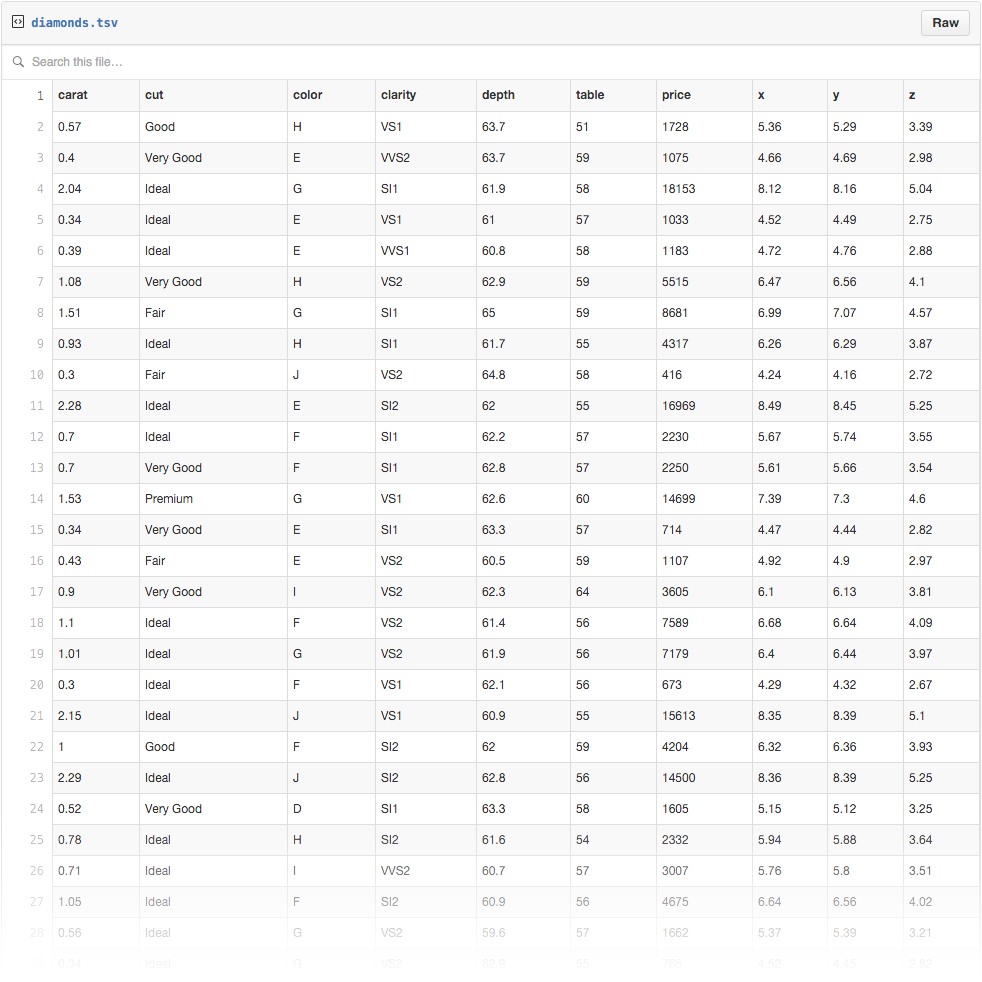 diamonds.tsv Raw
Search this file…
1 carat cut color clarity depth table price x y z
2 0.57 Good H VS1 63.7 51 1728 5.36 5.29 3.39
3 0.4 Very Good E VVS2 63.7 59 1075 4.66 4.69 2.98
4 2.04 Ideal G SI1 61.9 58 18153 8.12 8.16 5.04
5 0.34 Ideal E VS1 61 57 1033 4.52 4.49 2.75
6 0.39 Ideal E VVS1 60.8 58 1183 4.72 4.76 2.88
7 1.08 Very Good H VS2 62.9 59 5515 6.47 6.56 4.1
8 1.51 Fair G SI1 65 59 8681 6.99 7.07 4.57
9 0.93 Ideal H SI1 61.7 55 4317 6.26 6.29 3.87
10 0.3 Fair J VS2 64.8 58 416 4.24 4.16 2.72
11 2.28 Ideal E SI2 62 55 16969 8.49 8.45 5.25
12 0.7 Ideal F SI1 62.2 57 2230 5.67 5.74 3.55
13 0.7 Very Good F SI1 62.8 57 2250 5.61 5.66 3.54
14 1.53 Premium G VS1 62.6 60 14699 7.39 7.3 4.6
15 0.34 Very Good E SI1 63.3 57 714 4.47 4.44 2.82
16 0.43 Fair E VS2 60.5 59 1107 4.92 4.9 2.97
17 0.9 Very Good I VS2 62.3 64 3605 6.1 6.13 3.81
18 1.1 Ideal F VS2 61.4 56 7589 6.68 6.64 4.09
19 1.01 Ideal G VS2 61.9 56 7179 6.4 6.44 3.97
20 0.3 Ideal F VS1 62.1 56 673 4.29 4.32 2.67
21 2.15 Ideal J VS1 60.9 55 15613 8.35 8.39 5.1
22 1 Good F SI2 62 59 4204 6.32 6.36 3.93
23 2.29 Ideal J SI2 62.8 56 14500 8.36 8.39 5.25
24 0.52 Very Good D SI1 63.3 58 1605 5.15 5.12 3.25
25 0.78 Ideal H SI2 61.6 54 2332 5.94 5.88 3.64
26 0.71 Ideal I VVS2 60.7 57 3007 5.76 5.8 3.51
27 1.05 Ideal F SI2 60.9 56 4675 6.64 6.56 4.02
28 0.56 Ideal G VS2 59.6 57 1662 5.37 5.39 3.21
Ideal G VS2 62.9 55